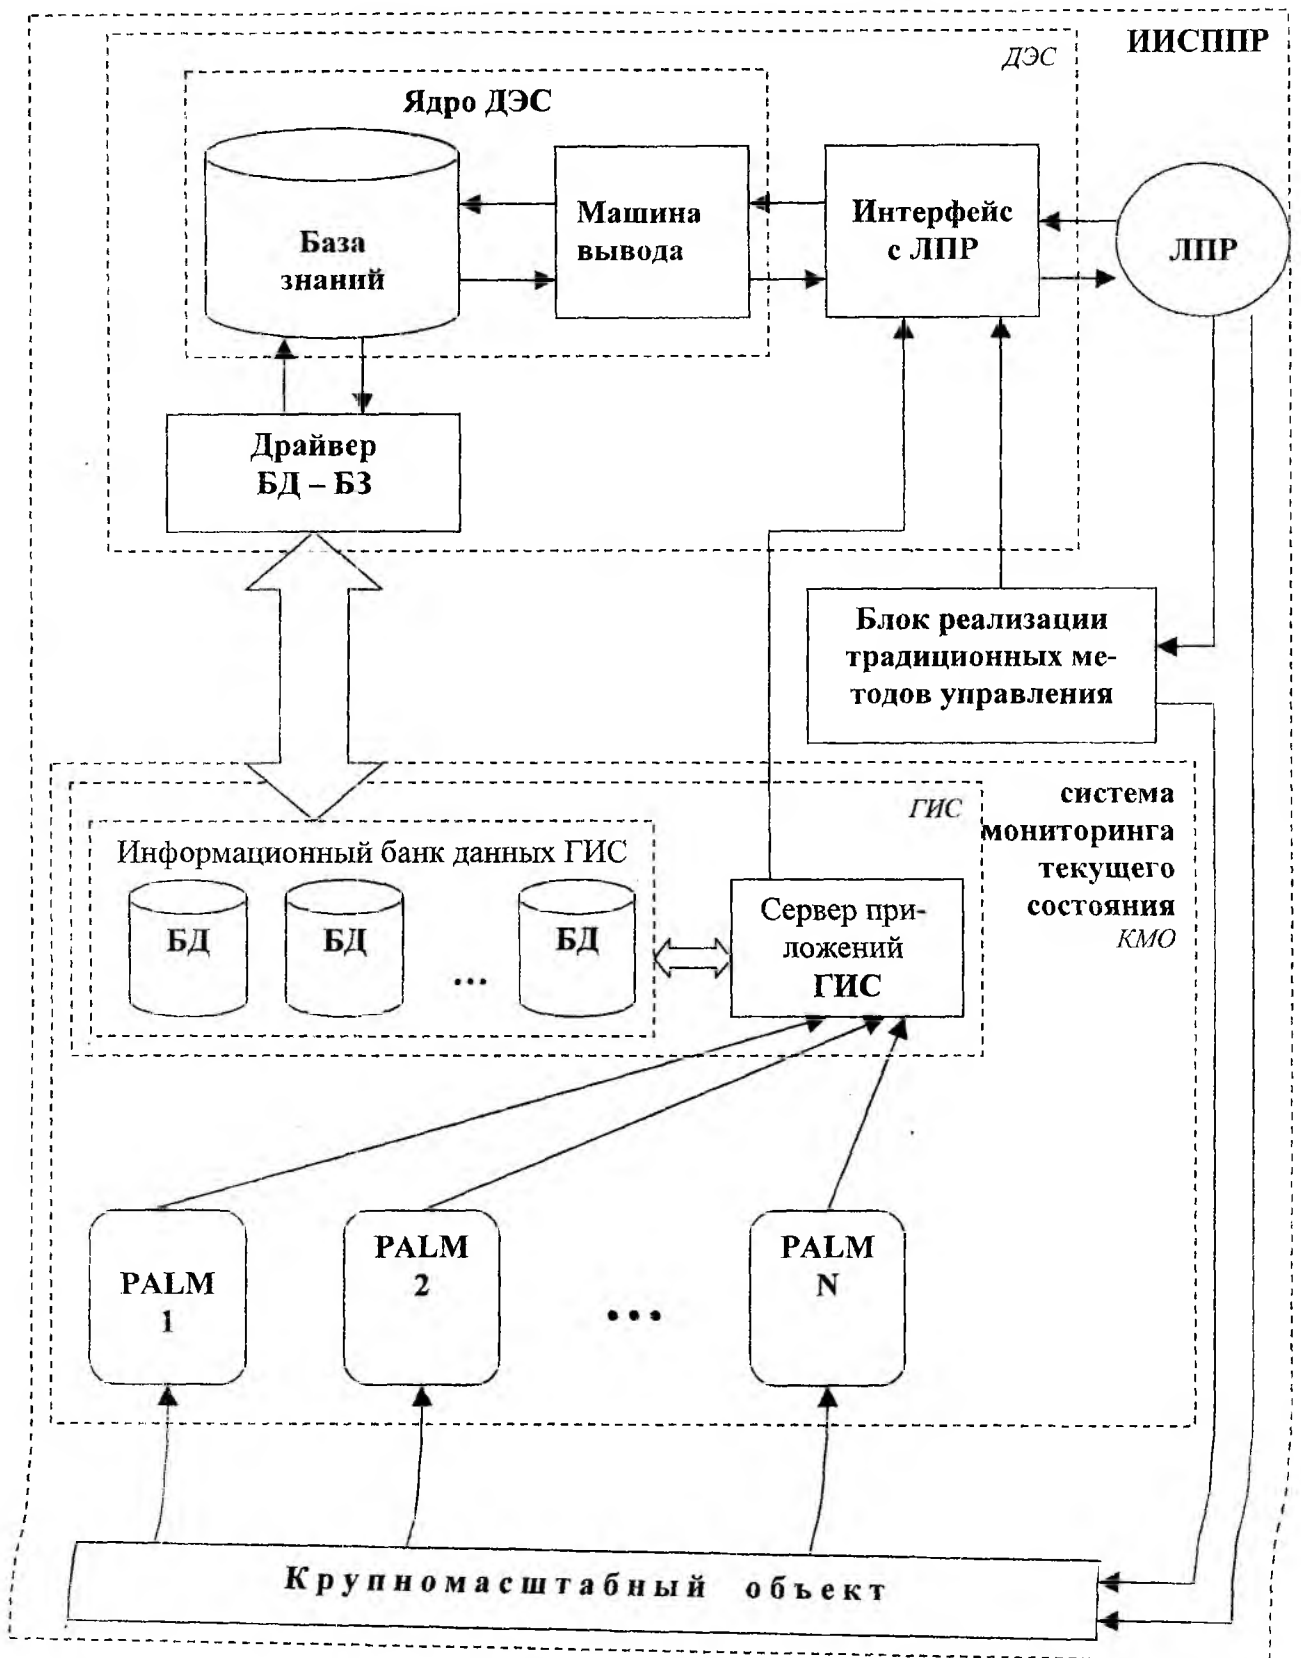 ИИСППР
ДЭС
Ядро ДЭС
База
знаний
Машина
вывода
Интерфейс
с ЛПР
ЛПР
Драйвер
БД – БЗ
Блок реализации
традиционных ме-
тодов управления
система
мониторинга
текущего
состояния
КМО
ГИС
Информационный банк данных ГИС
БД
БД
...
БД
Сервер при-
ложений
ГИС
PALM
1
PALM
2
...
PALM
N
Крупномасштабный объект